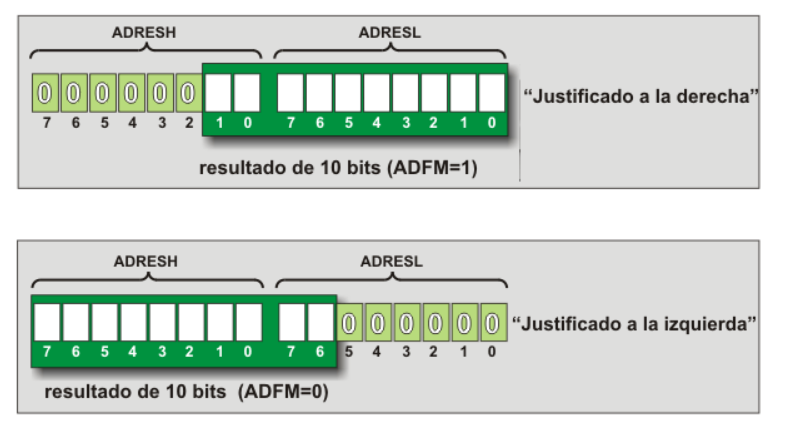 ADRESH ADRESL
0 0 0 0 0 0
7 6 5 4 3 2 1 0 7 6 5 4 3 2 1 0
“Justificado a la derecha”
resultado de 10 bits (ADFM=1)
ADRESH ADRESL
0 0 0 0 0 0
7 6 5 4 3 2 1 0 7 6 5 4 3 2 1 0
“Justificado a la izquierda”
resultado de 10 bits (ADFM=0)